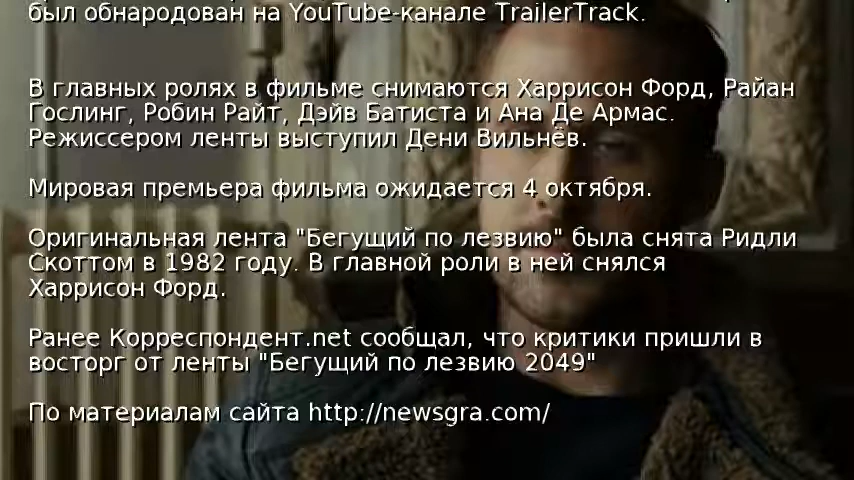 был обнародован на YouTube-канале TrailerTrack.
В главных ролях в фильме снимаются Харрисон Форд, Райан
Гослинг, Робин Райт, Дэйв Батиста и Ана Де Армас.
Режиссером ленты выступил Дени Вильнёв.
Мировая премьера фильма ожидается 4 октября.
Оригинальная лента "Бегущий по лезвию" была снята Ридли
Скоттом в 1982 году. В главной роли в ней снялся
Харрисон Форд.
Ранее Корреспондент.net сообщал, что критики пришли в
восторг от ленты "Бегущий по лезвию 2049"
По материалам сайта http://newsgra.com/